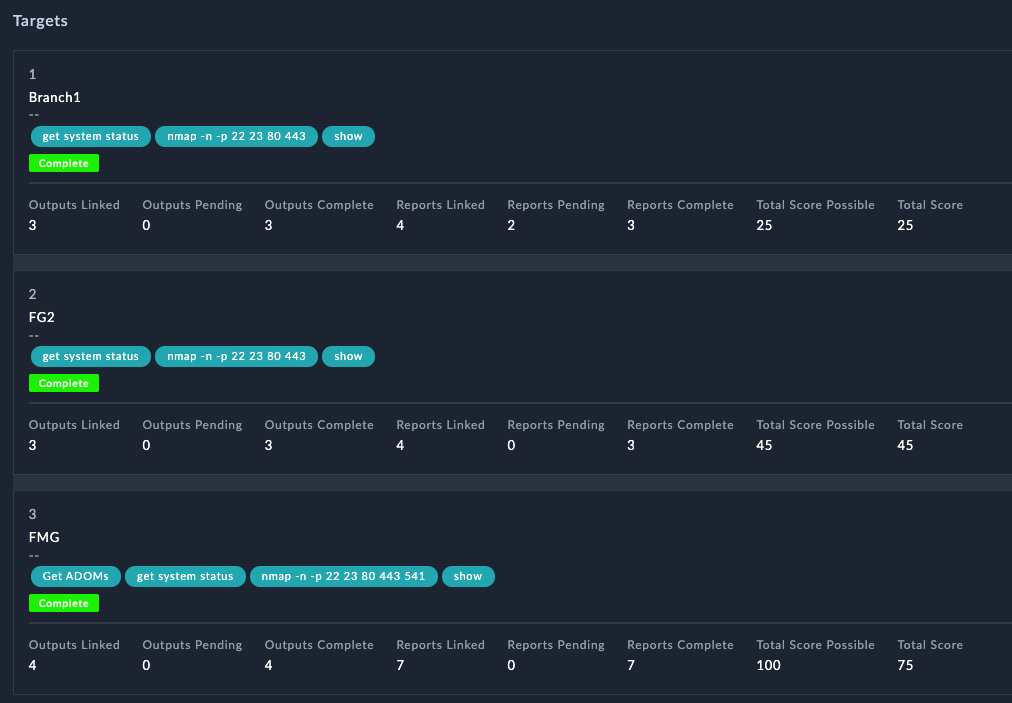 Targets
1
Branch1
--
get system status nmap -n -p 22 23 80 443 show
Complete
Outputs Linked Outputs Pending Outputs Complete Reports Linked Reports Pending Reports Complete Total Score Possible Total Score
3 0 3 4 2 3 25 25
2
FG2
--
get system status nmap -n -p 22 23 80 443 show
Complete
Outputs Linked Outputs Pending Outputs Complete Reports Linked Reports Pending Reports Complete Total Score Possible Total Score
3 0 3 4 0 3 45 45
3
FMG
--
Get ADOMs get system status nmap -n -p 22 23 80 443 541 show
Complete
Outputs Linked Outputs Pending Outputs Complete Reports Linked Reports Pending Reports Complete Total Score Possible Total Score
4 0 4 7 0 7 100 75